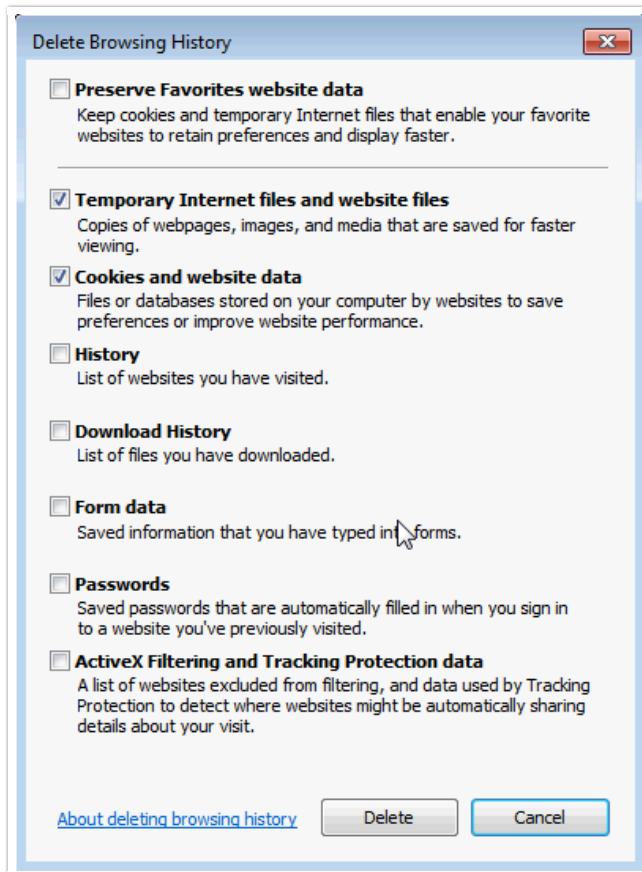 Delete Browsing History
Preserve Favorites website data
Keep cookies and temporary Internet files that enable your favorite
websites to retain preferences and display faster.
Temporary Internet files and website files
Copies of webpages, images, and media that are saved for faster
viewing.
Cookies and website data
Files or databases stored on your computer by websites to save
preferences or improve website performance.
History
List of websites you have visited.
Download History
List of files you have downloaded.
Form data
Saved information that you have typed into forms.
Passwords
Saved passwords that are automatically filled in when you sign in
to a website you've previously visited.
ActiveX Filtering and Tracking Protection data
A list of websites excluded from filtering, and data used by Tracking
Protection to detect where websites might be automatically sharing
details about your visit.
About deleting browsing history
Delete
Cancel